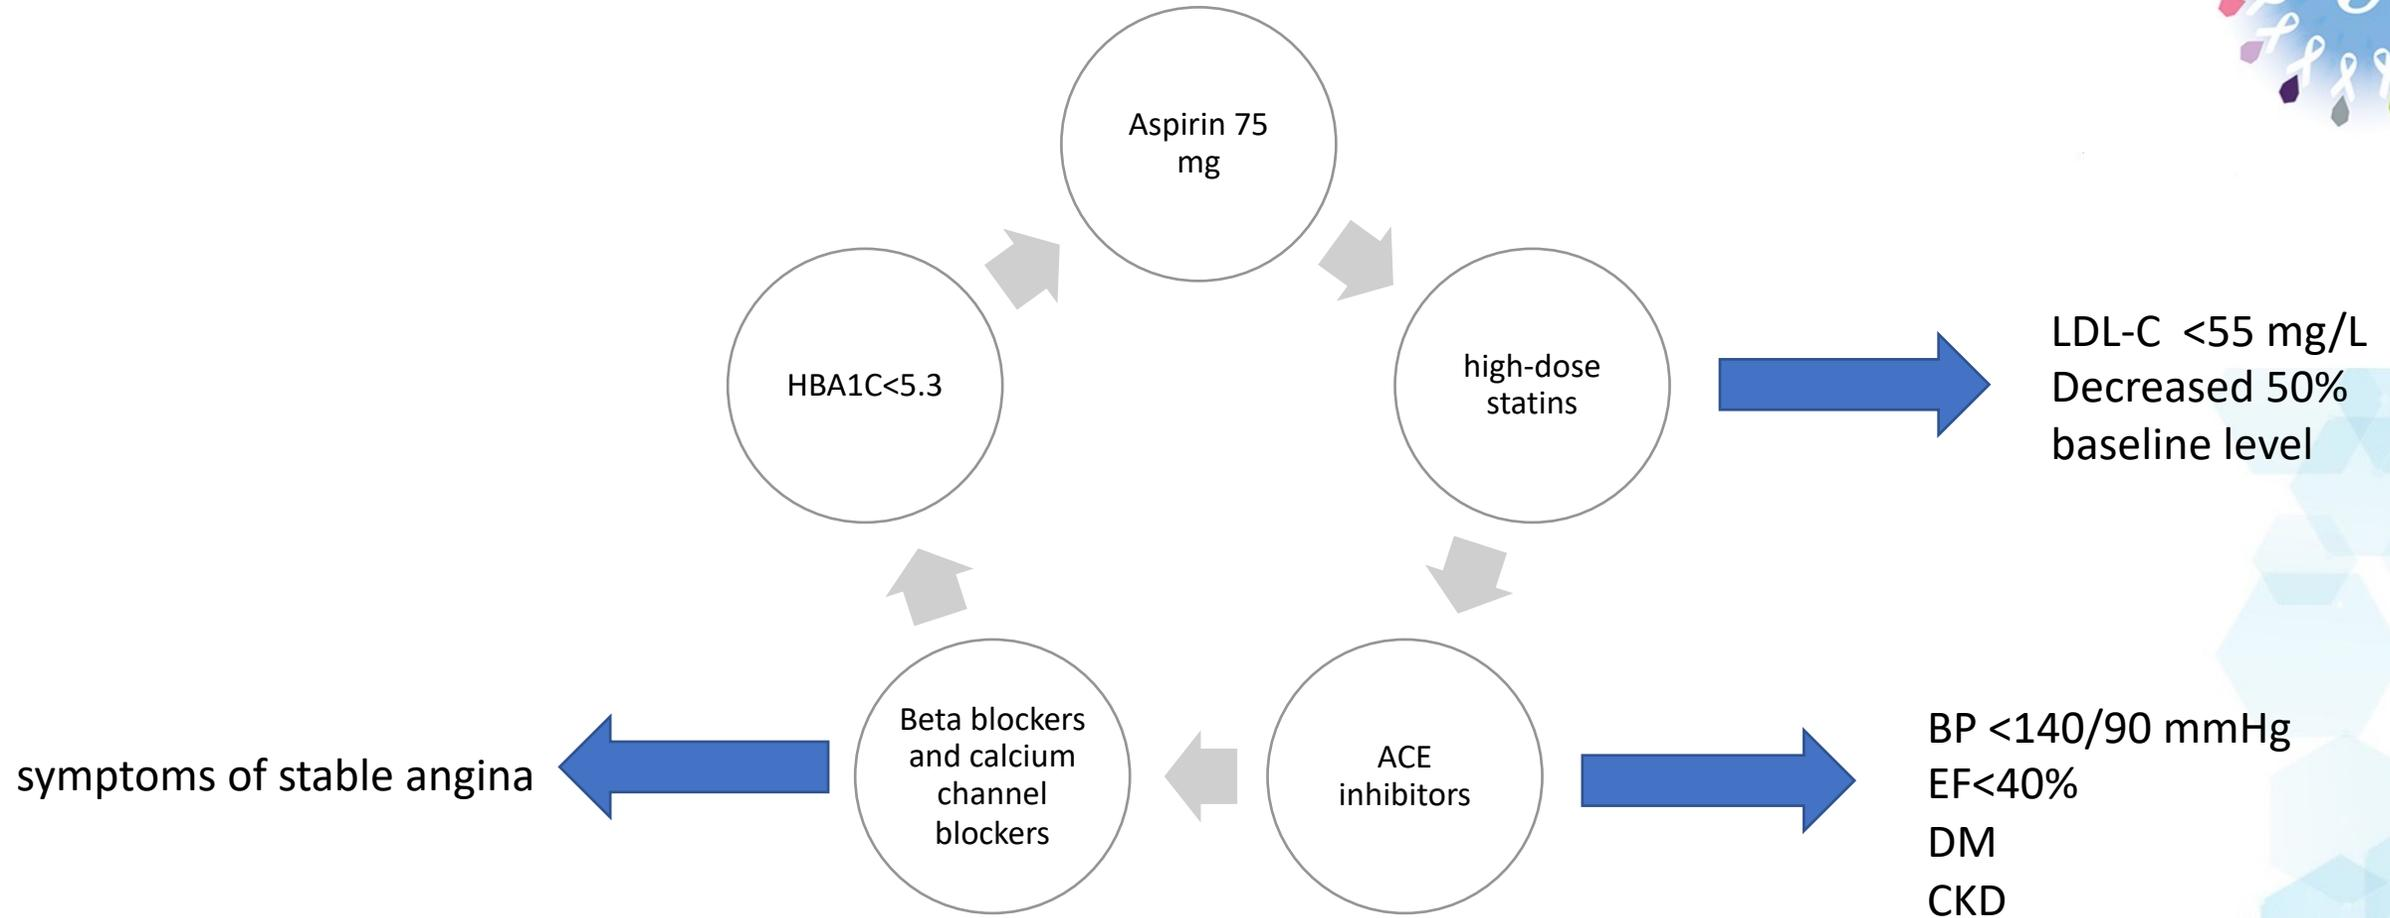 Aspirin 75
mg
HBA1C<5.3
high-dose
statins
LDL-C <55 mg/L
Decreased 50%
baseline level
symptoms of stable angina
Beta blockers
and calcium
channel
blockers
ACE
inhibitors
BP <140/90 mmHg
EF<40%
DM
CKD